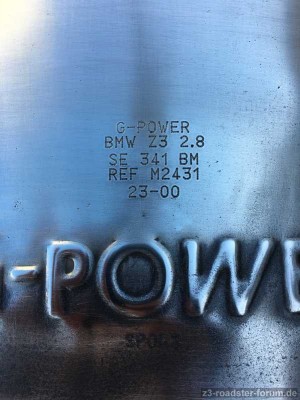 G-POWER
BMW Z3 2.8
SE 341 BM
REF M2431
23-00
-POWE
z3-roadster-forum.de